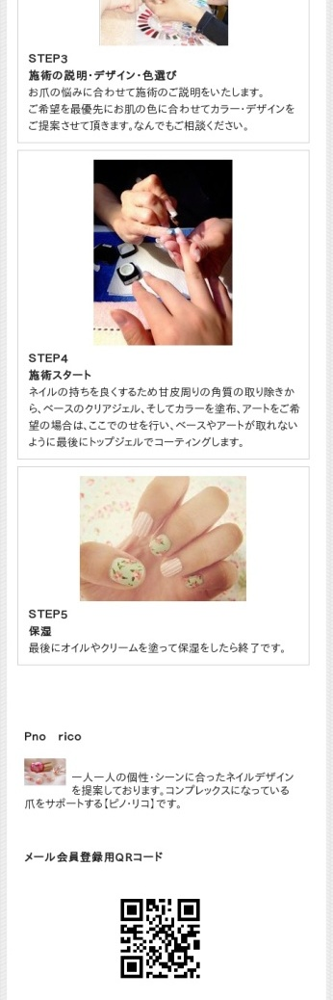 STEP3
施術の説明・デザイン・色選び
お爪の悩みに合わせて施術のご説明をいたします。
ご希望を最優先にお肌の色に合わせてカラー・デザインを
ご提案させて頂きます。なんでもご相談ください。
STEP4
施術スタート
ネイルの持ちを良くするため甘皮周りの角質の取り除きか
ら、ベースのクリアジェル、そしてカラーを塗布、アートをご希
望の場合は、ここでのせを行い、ベースやアートが取れない
ように最後にトップジェルでコーティングします。
STEP5
保湿
最後にオイルやクリームを塗って保湿をしたら終了です。
Pno rico
一人一人の個性・シーンに合ったネイルデザイン
を提案しております。コンプレックスになっている
爪をサポートする【ピノ・リコ】です。
メール会員登録用QRコード